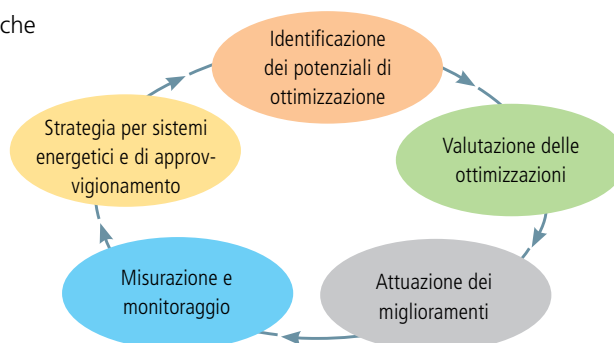 che
Identificazione
dei potenziali di
ottimizzazione
Strategia per sistemi
energetici e di approv-
vigionamento
Valutazione delle
ottimizzazioni
Misurazione e
monitoraggio
Attuazione dei
miglioramenti